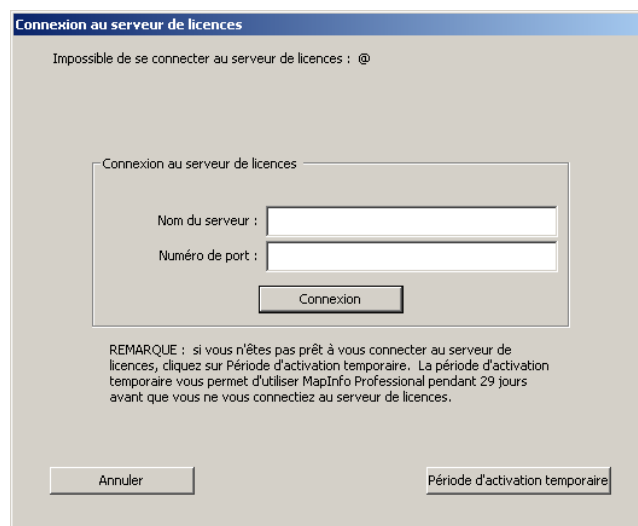 Connexion au serveur de licences
Impossible de se connecter au serveur de licences : @
Connexion au serveur de licences
Nom du serveur :
Numéro de port :
Connexion
REMARQUE : si vous n'êtes pas prêt à vous connecter au serveur de
licences, cliquez sur Période d'activation temporaire. La période d'activation
temporaire vous permet d'utiliser MapInfo Professional pendant 29 jours
avant que vous ne vous connectiez au serveur de licences.
Annuler
Période d'activation temporaire